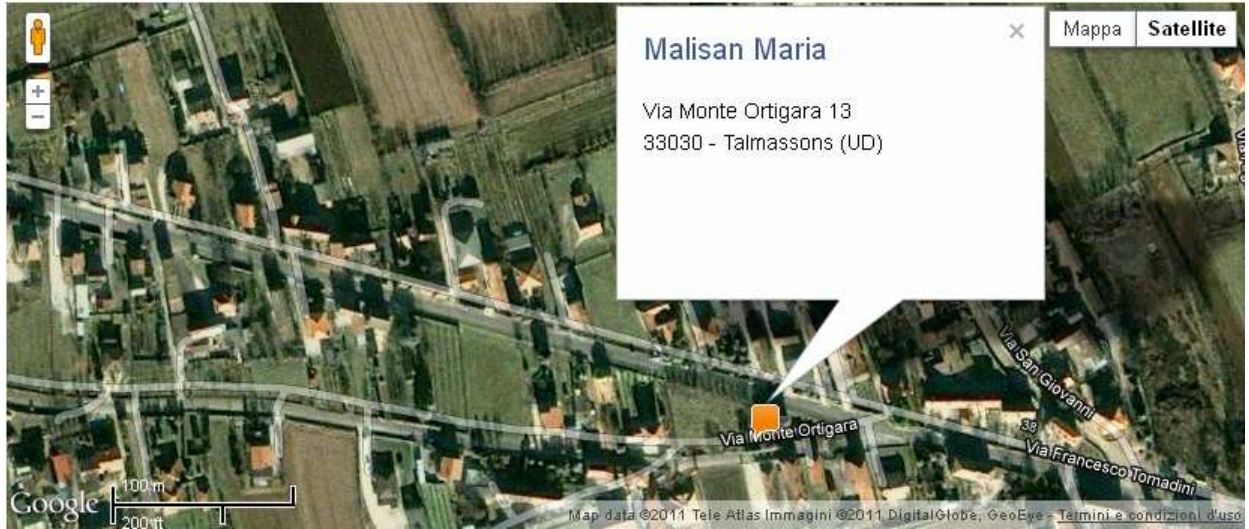 Malisan Maria
×
Mappa
Satellite
Via Monte Ortigara 13
33030 - Talmassons (UD)
+
−
Via San Giovanni
Via Monte Ortigara
38
Via Francesco Tomadini
Google
100 m
200 ft
Map data ©2011 Tele Atlas Immagini ©2011 DigitalGlobe, GeoEye - Termini e condizioni d'uso